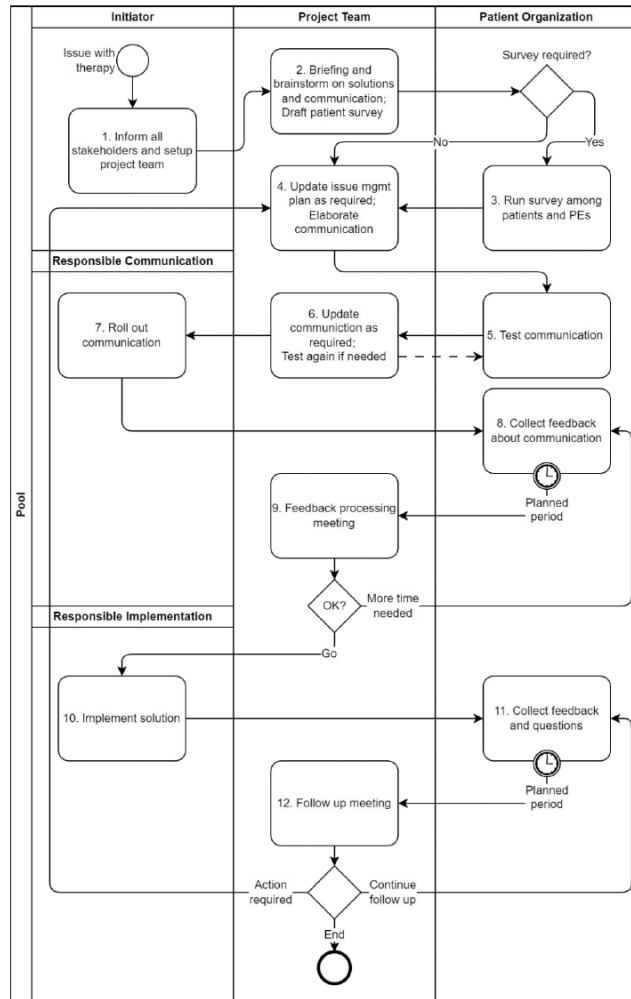 Initiator
Project Team
Patient Organization
Issue with
therapy
Survey required?
2. Briefing and
brainstorm on solutions
and communication;
Draft patient survey
1. Inform all
stakeholders and setup
project team
No
Yes
4. Update issue mgmt
plan as required;
Elaborate
communication
3. Run survey among
patients and PEs
Responsible Communication
7. Roll out
communication
6. Update
communiction as
required;
Test again if needed
5. Test communication
8. Collect feedback
about communication
Planned
period
9. Feedback processing
meeting
Pool
OK?
More time
needed
Responsible Implementation
Go
10. Implement solution
11. Collect feedback
and questions
Planned
period
12. Follow up meeting
Action
required
Continue
follow up
End